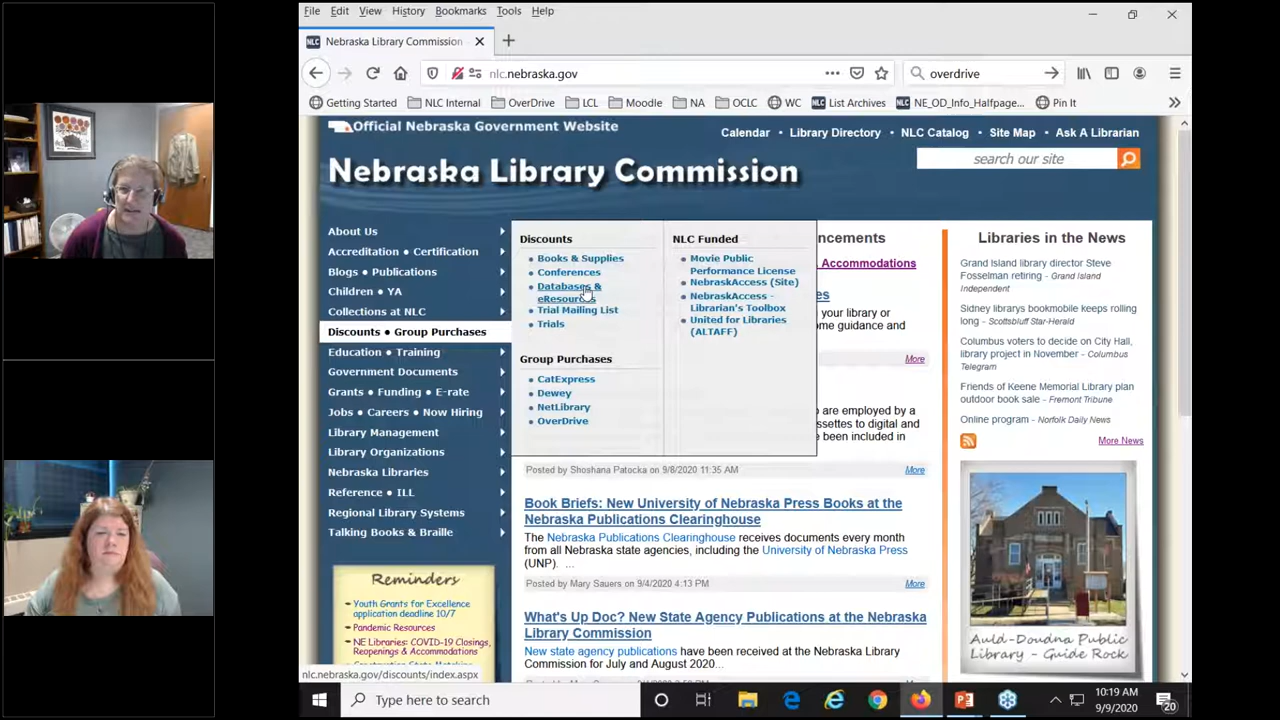 File Edit View History Bookmarks Tools Help
NLC Nebraska Library Commission -
nlc.nebraska.gov
overdrive
Getting Started NLC Internal OverDrive LCL Moodle NA OCLC WC NLC List Archives NLC NE_OD_Info_Halfpage... Pin It
Official Nebraska Government Website
Calendar • Library Directory • NLC Catalog • Site Map • Ask A Librarian
Nebraska Library Commission
search our site
About Us
Accreditation • Certification
Blogs • Publications
Children • YA
Collections at NLC
Discounts • Group Purchases
Education • Training
Government Documents
Grants • Funding • E-rate
Jobs • Careers • Now Hiring
Library Management
Library Organizations
Nebraska Libraries
Reference • ILL
Regional Library Systems
Talking Books & Braille
Reminders
Youth Grants for Excellence
application deadline 10/7
Pandemic Resources
NE Libraries: COVID-19 Closings,
Reopenings & Accommodations
Discounts
Books & Supplies
Conferences
Databases &
eResources
Trial Mailing List
Trials
Group Purchases
CatExpress
Dewey
NetLibrary
OverDrive
NLC Funded
Movie Public
Performance License
NebraskAccess (Site)
NebraskAccess -
Librarian's Toolbox
United for Libraries
(ALTAFF)
ncements
Accommodations
es
your library or
ome guidance and
More
o are employed by a
ssettes to digital and
e been included in
Posted by Shoshana Patocka on 9/8/2020 11:35 AM
More
Book Briefs: New University of Nebraska Press Books at the
Nebraska Publications Clearinghouse
The Nebraska Publications Clearinghouse receives documents every month
from all Nebraska state agencies, including the University of Nebraska Press
(UNP). ...
Posted by Mary Sauers on 9/4/2020 4:13 PM
More
What's Up Doc? New State Agency Publications at the Nebraska
Library Commission
New state agency publications have been received at the Nebraska Library
Commission for July and August 2020...
Libraries in the News
Grand Island library director Steve
Fosselman retiring - Grand Island
Independent
Sidney librarys bookmobile keeps rolling
long - Scottsbluff Star-Herald
Columbus voters to decide on City Hall,
library project in November - Columbus
Telegram
Friends of Keene Memorial Library plan
outdoor book sale - Fremont Tribune
Online program - Norfolk Daily News
More News
Auld-Doudna Public
Library - Guide Rock
nlc.nebraska.gov/discounts/index.aspx
Type here to search
10:19 AM
9/9/2020
20